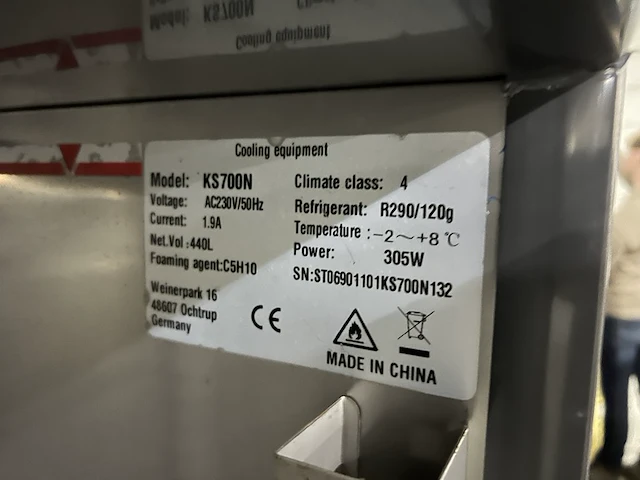 Cooling equipment
Model: KS700N
Voltage: AC230V/50Hz
Current: 1.9A
Net.Vol :440L
Foaming agent:C5H10
Weinerpark 16
48607 Ochtrup
Germany
Climate class: 4
Refrigerant: R290/120g
Temperature :-2～+8℃
Power: 305W
SN:ST06901101KS700N132
CE
MADE IN CHINA